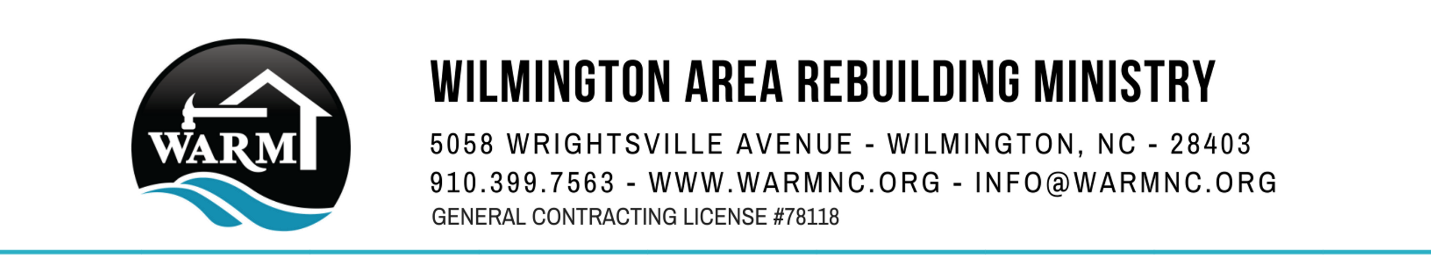 WARM
WILMINGTON AREA REBUILDING MINISTRY
5058 WRIGHTSVILLE AVENUE - WILMINGTON, NC - 28403
910.399.7563 - WWW.WARMNC.ORG - INFO@WARMNC.ORG
GENERAL CONTRACTING LICENSE #78118